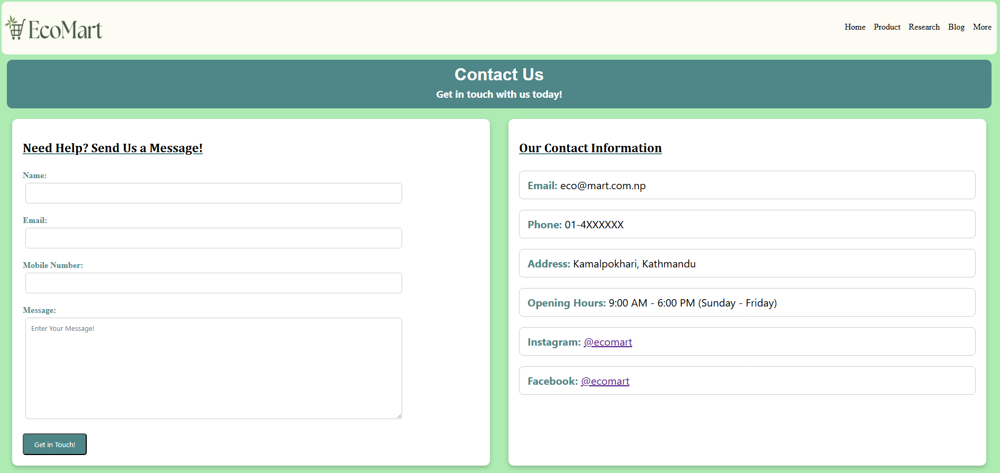 EcoMart
Home Product Research Blog More
Contact Us
Get in touch with us today!
Need Help? Send Us a Message!
Name:
Email:
Mobile Number:
Message:
Enter Your Message!
Get in Touch!
Our Contact Information
Email: eco@mart.com.np
Phone: 01-4XXXXXX
Address: Kamalpokhari, Kathmandu
Opening Hours: 9:00 AM - 6:00 PM (Sunday - Friday)
Instagram: @ecomart
Facebook: @ecomart